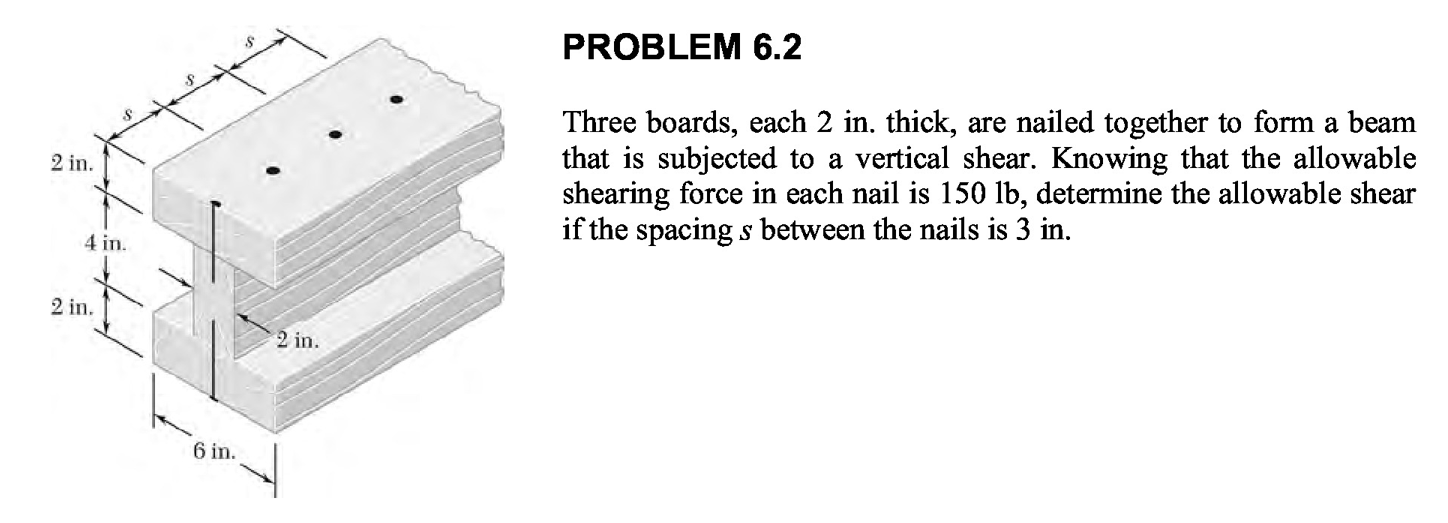 PROBLEM 6.2
Three boards, each 2 in. thick, are nailed together to form a beam
that is subjected to a vertical shear. Knowing that the allowable
shearing force in each nail is 150 lb, determine the allowable shear
if the spacing s between the nails is 3 in.
s
s
s
2 in.
4 in.
2 in.
2 in.
6 in.